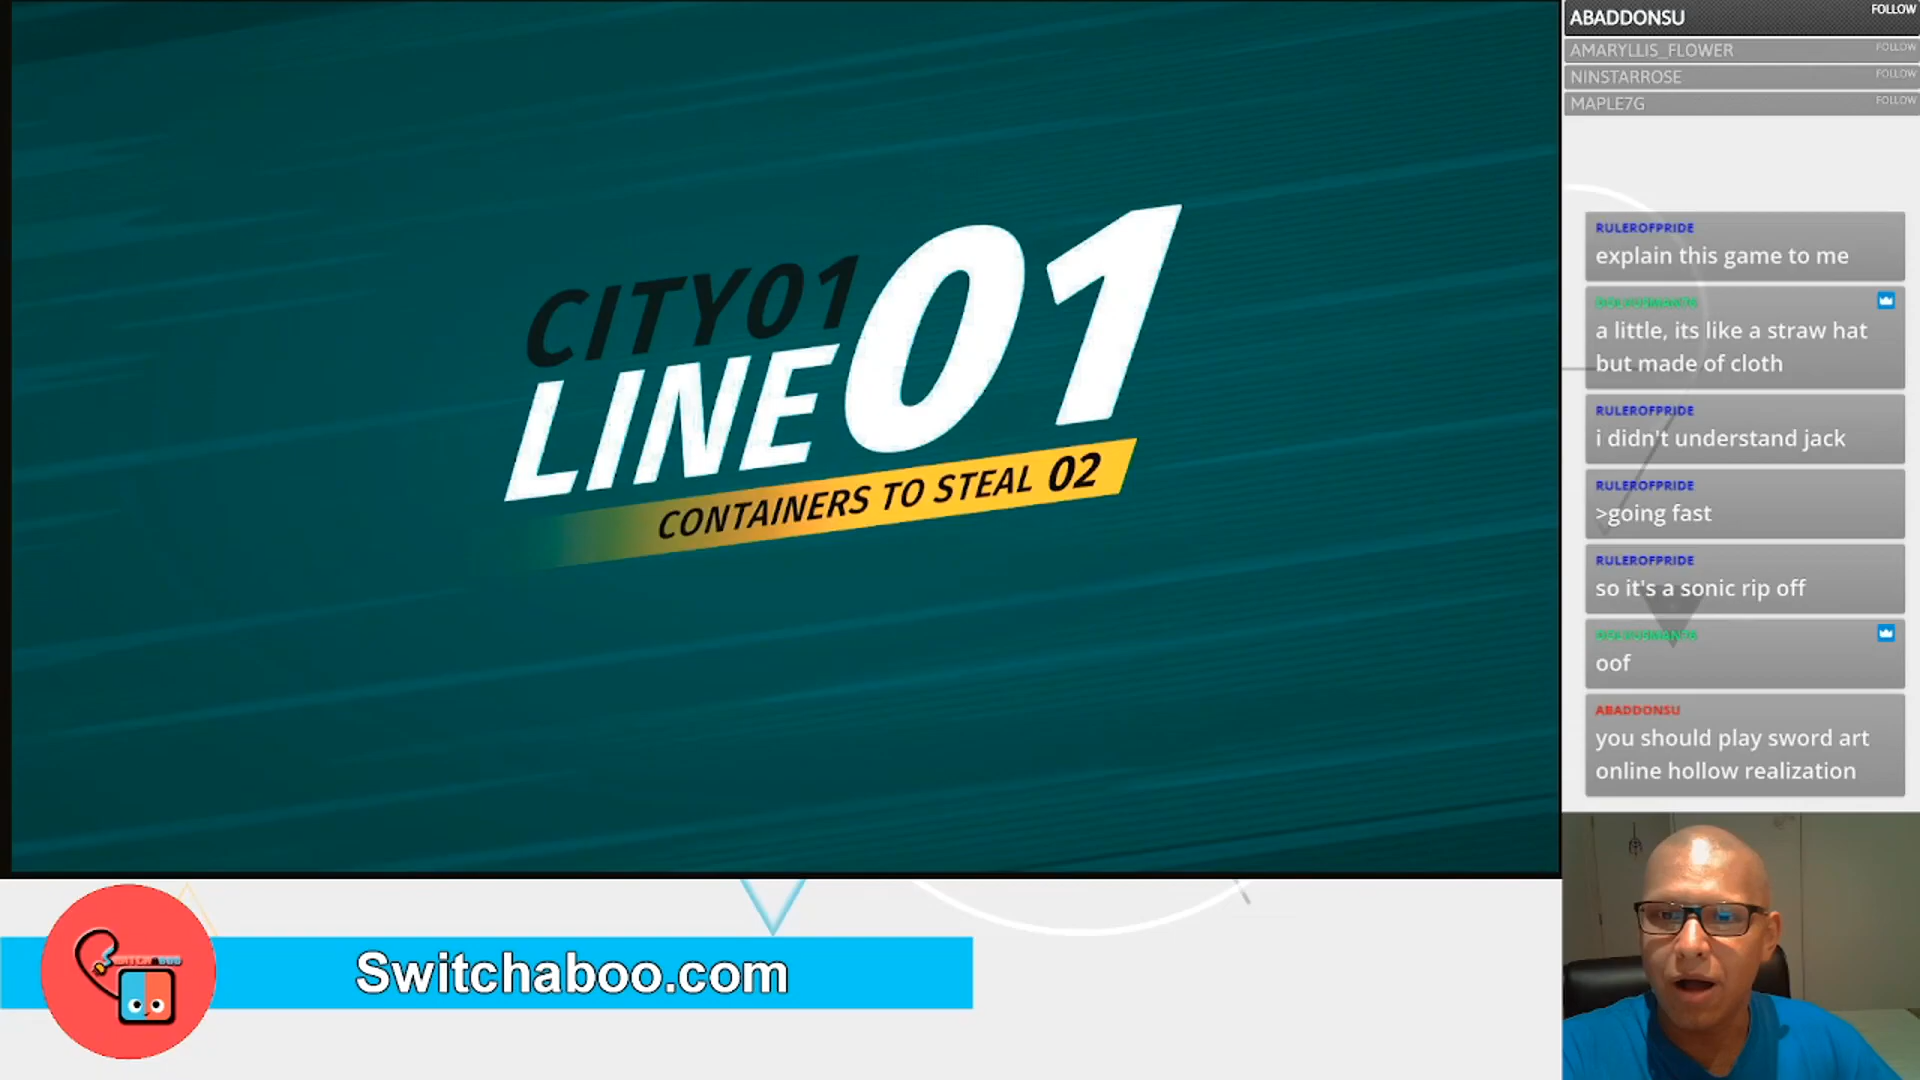 CITY01
LINE01
CONTAINERS TO STEAL 02
ABADDONSU FOLLOW
AMARYLLIS_FLOWER FOLLOW
NINSTARROSE FOLLOW
MAPLE7G FOLLOW
RULEROFPRIDE
explain this game to me
a little, its like a straw hat
but made of cloth
RULEROFPRIDE
i didn't understand jack
RULEROFPRIDE
>going fast
RULEROFPRIDE
so it's a sonic rip off
oof
ABADDONSU
you should play sword art
online hollow realization
Switchaboo.com